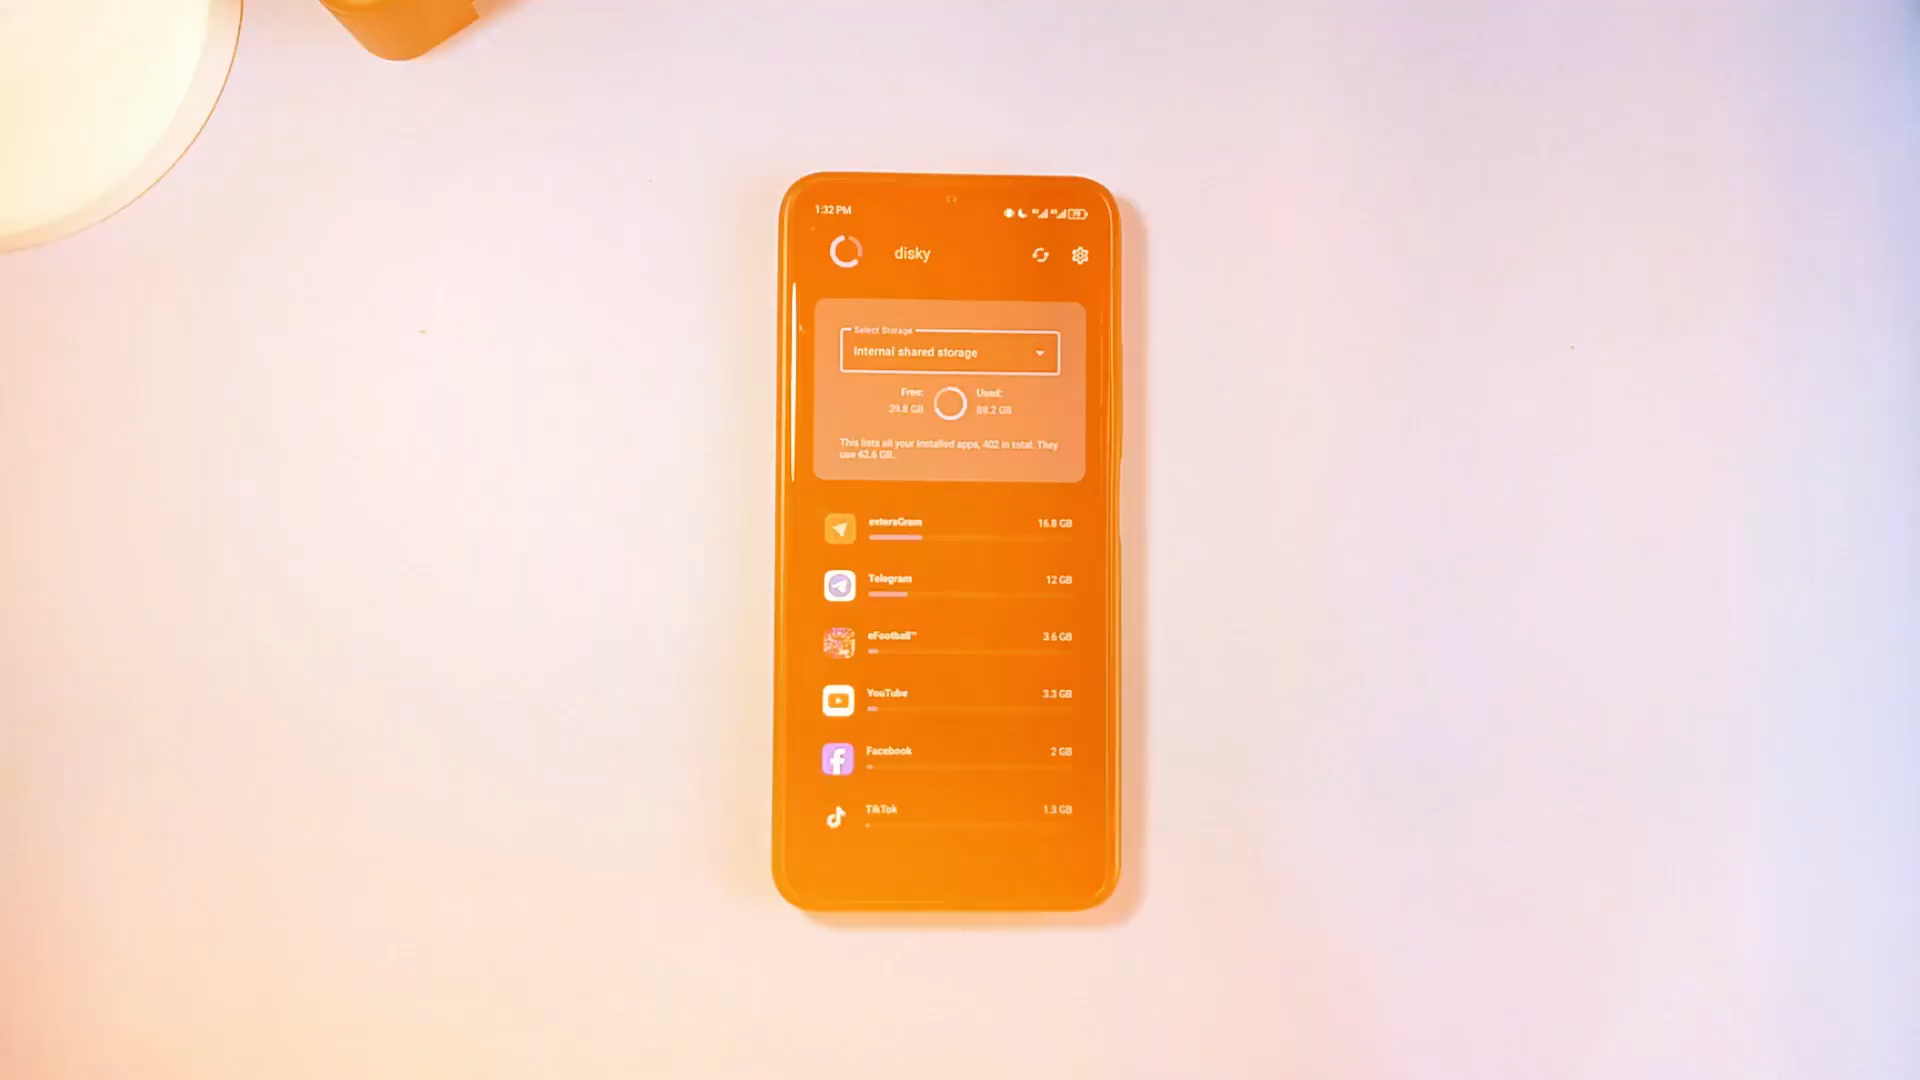 1:32 PM
disky
Select Storage
Internal shared storage
Free:
39.8 GB
Used:
88.2 GB
This lists all your installed apps, 402 in total. They
use 62.6 GB.
exteraGram
16.8 GB
Telegram
12 GB
eFootball™
3.6 GB
YouTube
3.3 GB
Facebook
2 GB
TikTok
1.3 GB